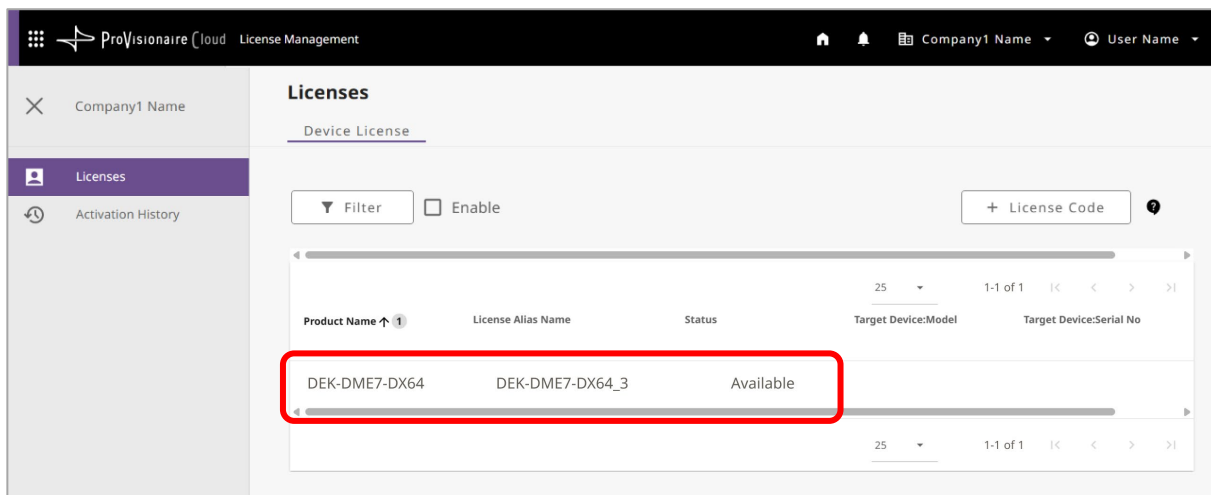 ProVisionaire Cloud License Management Company1 Name User Name
Company1 Name
Licenses
Activation History
Licenses
Device License
Filter Enable + License Code ?
25 1-1 of 1
Product Name 1 License Alias Name Status Target Device:Model Target Device:Serial No
DEK-DME7-DX64 DEK-DME7-DX64_3 Available
25 1-1 of 1